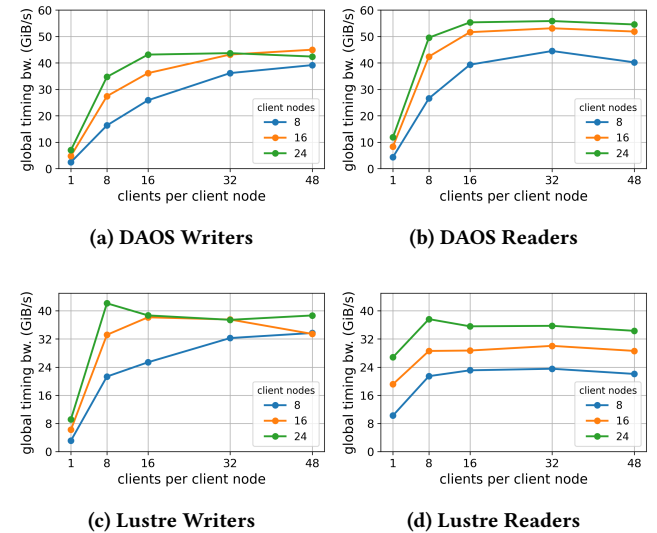 global timing bw. (GiB/s)
60
50
40
30
20
10
0
client nodes
8
16
24
1 8 16 32 48
clients per client node
(a) DAOS Writers
global timing bw. (GiB/s)
60
50
40
30
20
10
0
client nodes
8
16
24
1 8 16 32 48
clients per client node
(b) DAOS Readers
global timing bw. (GiB/s)
40
32
24
16
8
0
client nodes
8
16
24
1 8 16 32 48
clients per client node
(c) Lustre Writers
global timing bw. (GiB/s)
40
32
24
16
8
0
client nodes
8
16
24
1 8 16 32 48
clients per client node
(d) Lustre Readers